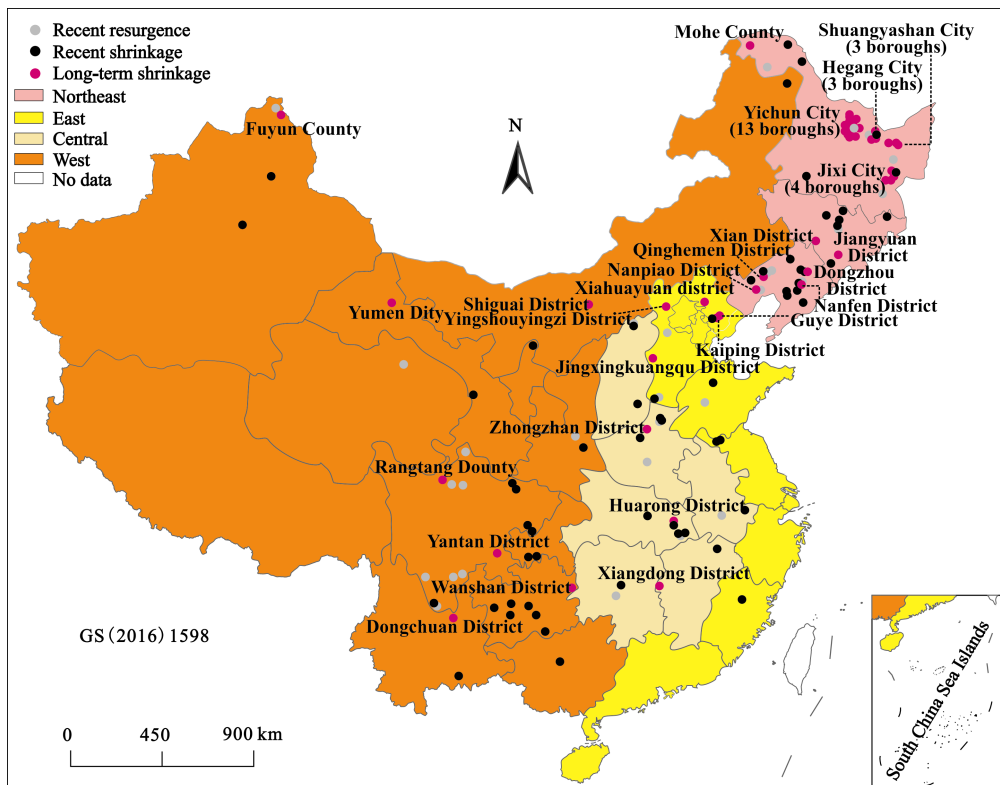 Recent resurgence
Recent shrinkage
Long-term shrinkage
Northeast
East
Central
West
No data
N
Mohe County
Shuangyashan City
(3 boroughs)
Hegang City
(3 boroughs)
Yichun City
(13 boroughs)
Jixi City
(4 boroughs)
Fuyun County
Xian District
Jiangyuan
District
Qinghemen District
Nanpiao District
Dongzhou
District
Xiahuayuan district
Nanfen District
Shiguai District
Yumen Dity
Yingshouyingzi District
Guye District
Kaiping District
Jingxingkuangqu District
Zhongzhan District
Rangtang Dounty
Huarong District
Yantan District
Wanshan District
Xiangdong District
Dongchuan District
GS(2016)1598
0 450 900 km
South China Sea Islands